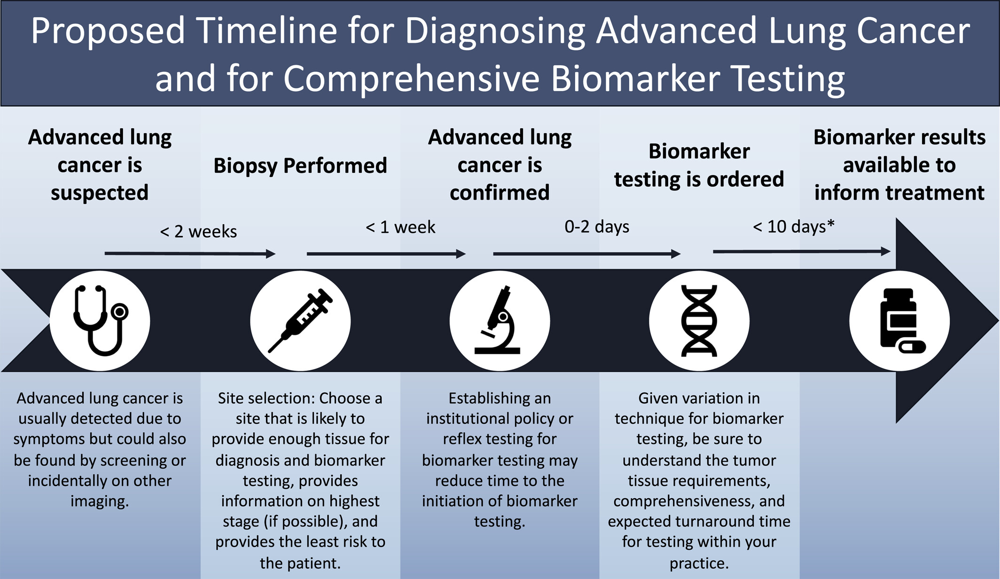 Proposed Timeline for Diagnosing Advanced Lung Cancer
and for Comprehensive Biomarker Testing
Advanced lung
cancer is
suspected
Biopsy Performed
Advanced lung
cancer is
confirmed
Biomarker
testing is ordered
Biomarker results
available to
inform treatment
< 2 weeks
< 1 week
0-2 days
< 10 days*
Advanced lung cancer is
usually detected due to
symptoms but could also
be found by screening or
incidentally on other
imaging.
Site selection: Choose a
site that is likely to
provide enough tissue for
diagnosis and biomarker
testing, provides
information on highest
stage (if possible), and
provides the least risk to
the patient.
Establishing an
institutional policy or
reflex testing for
biomarker testing may
reduce time to the
initiation of biomarker
testing.
Given variation in
technique for biomarker
testing, be sure to
understand the tumor
tissue requirements,
comprehensiveness, and
expected turnaround time
for testing within your
practice.